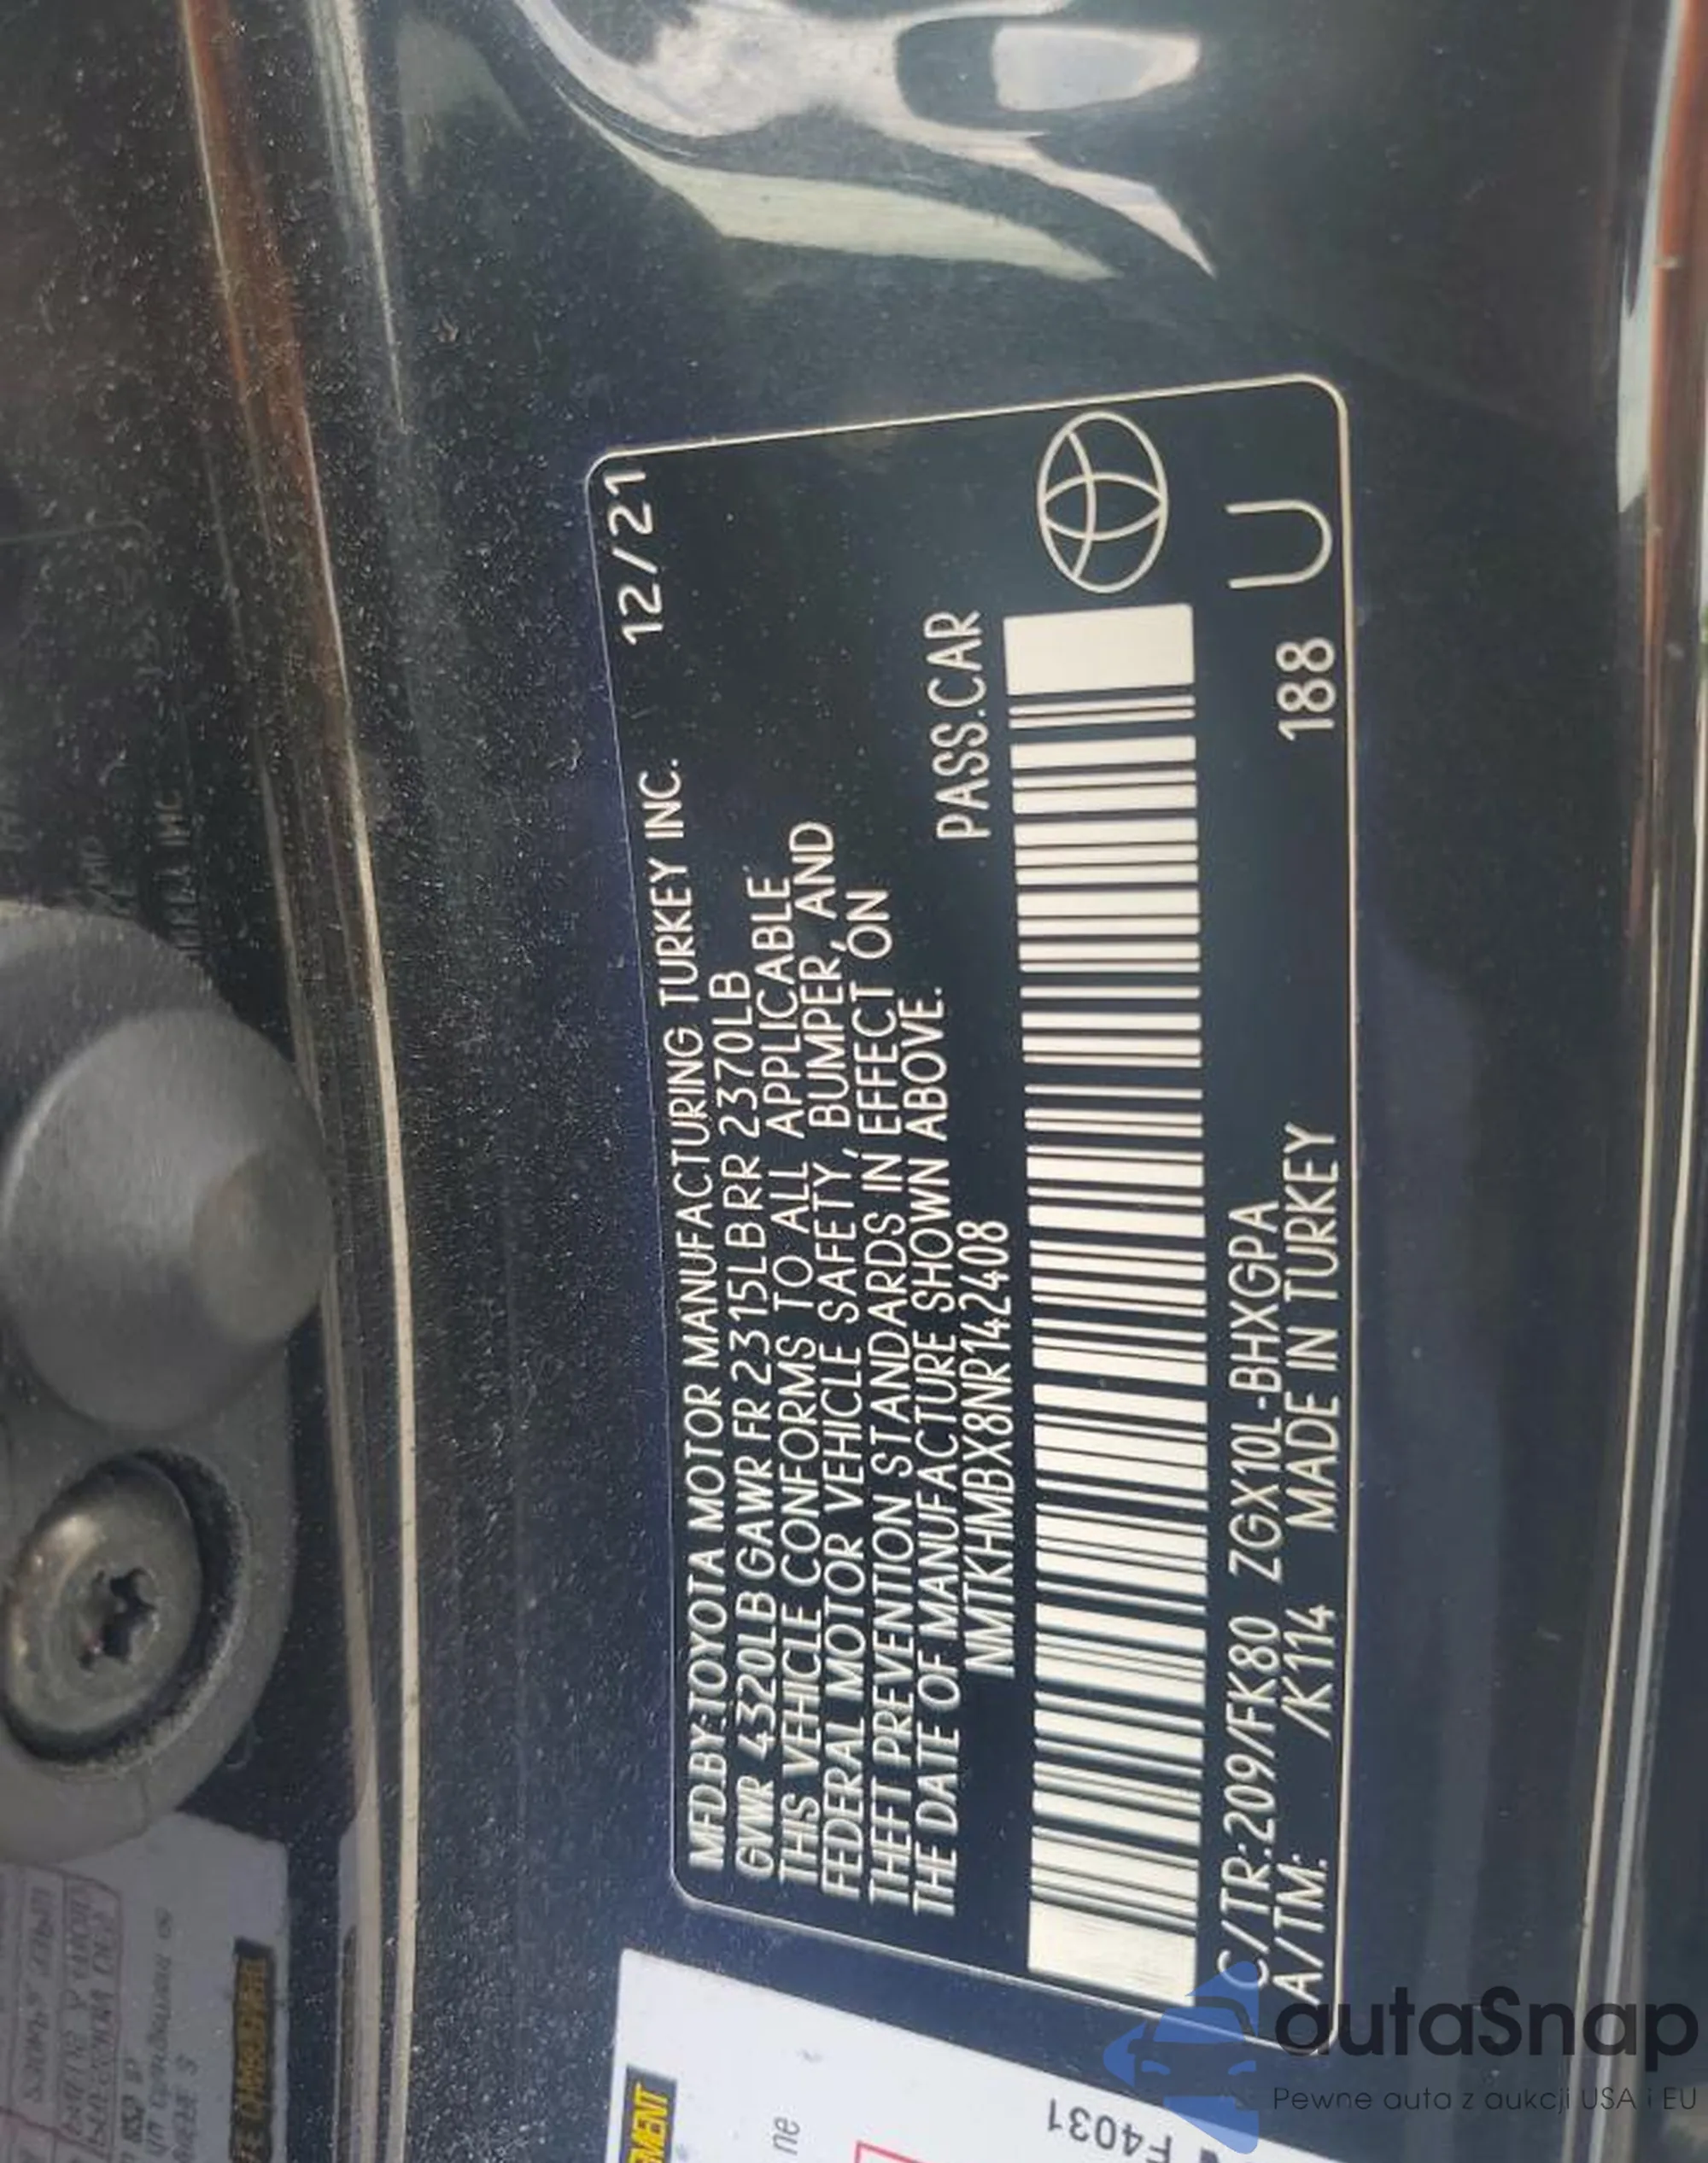 MFD.BY:TOYOTA MOTOR MANUFACTURING TURKEY INC. 12/21
GVWR 4320LB GAWR FR 2315LB RR 2370LB
THIS VEHICLE CONFORMS TO ALL APPLICABLE
FEDERAL MOTOR VEHICLE SAFETY, BUMPER, AND
THEFT PREVENTION STANDARDS IN EFFECT ON
THE DATE OF MANUFACTURE SHOWN ABOVE.
NMTKHMBX8NR142408 PASS.CAR
C/TR:209/FK80 ZGX10L-BHXGPA U
A/TM: /K114 MADE IN TURKEY 188
F4031
ne
autaSnap
Pewne auta z aukcji USA i EU